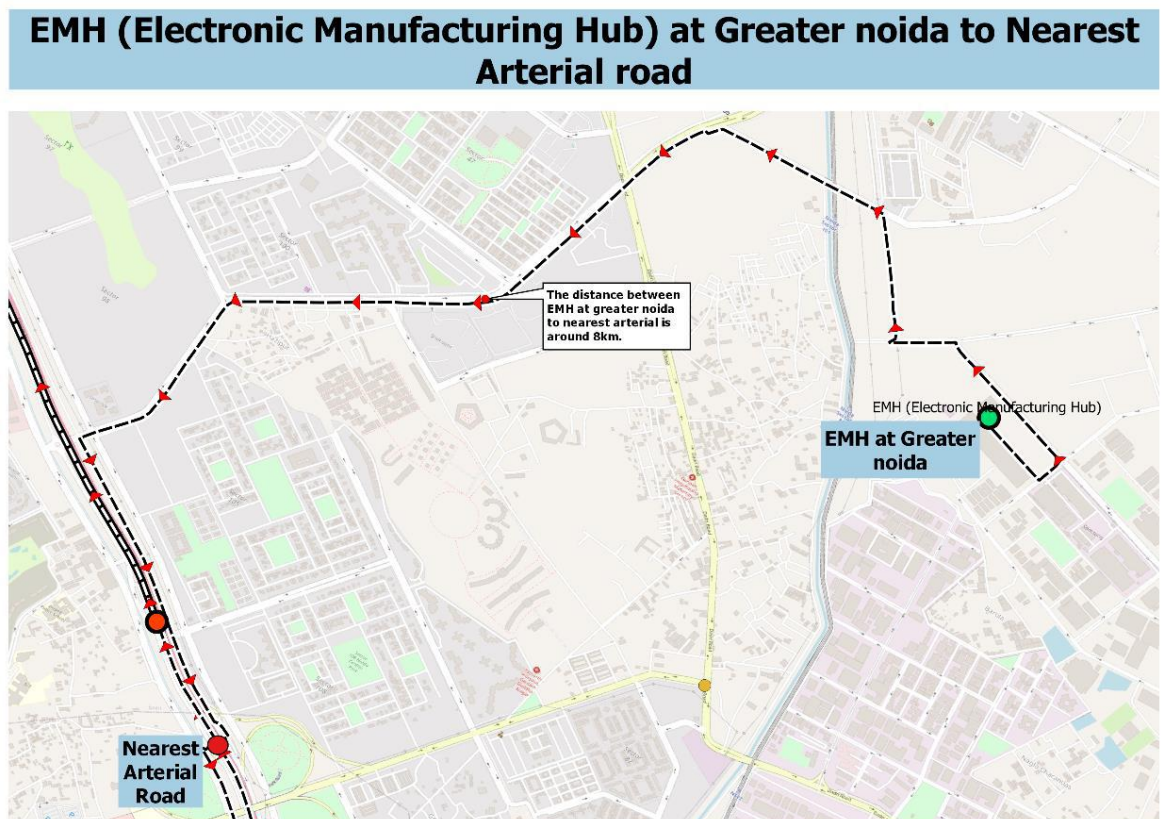 EMH (Electronic Manufacturing Hub) at Greater noida to Nearest
Arterial road
The distance between
EMH at greater noida
to nearest arterial is
around 8km.
EMH (Electronic Manufacturing Hub)
EMH at Greater
noida
Nearest
Arterial
Road